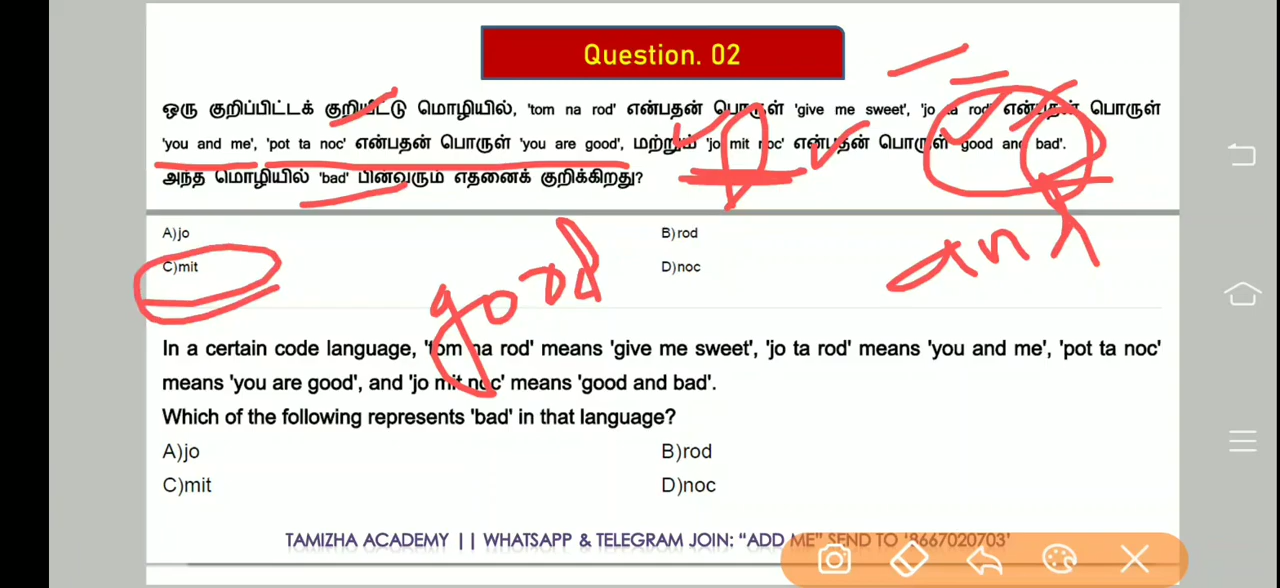 Question. 02
ஒரு குறிப்பிட்டக் குறியீட்டு மொழியில், 'tom na rod' என்பதன் பொருள் 'give me sweet', 'jo ta rod' என்பதன் பொருள்
'you and me', 'pot ta noc' என்பதன் பொருள் 'you are good', மற்றும் 'jo mit noc' என்பதன் பொருள் 'good and bad'.
அந்த மொழியில் 'bad' பின்வரும் எதனைக் குறிக்கிறது?
A)jo B)rod
C)mit D)noc
and
good
In a certain code language, 'tom na rod' means 'give me sweet', 'jo ta rod' means 'you and me', 'pot ta noc'
means 'you are good', and 'jo mit noc' means 'good and bad'.
Which of the following represents 'bad' in that language?
A)jo B)rod
C)mit D)noc
TAMIZHA ACADEMY || WHATSAPP & TELEGRAM JOIN: “ADD ME” SEND TO ‘8667020703’